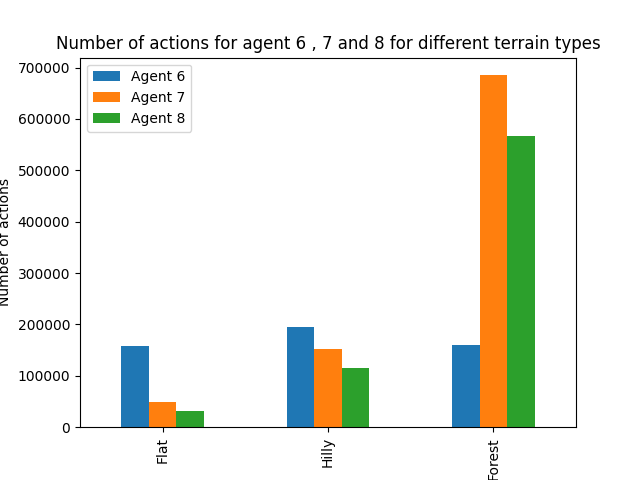 Number of actions for agent 6 , 7 and 8 for different terrain types
700000
600000
500000
400000
300000
200000
100000
0
Number of actions
Agent 6
Agent 7
Agent 8
Flat
Hilly
Forest